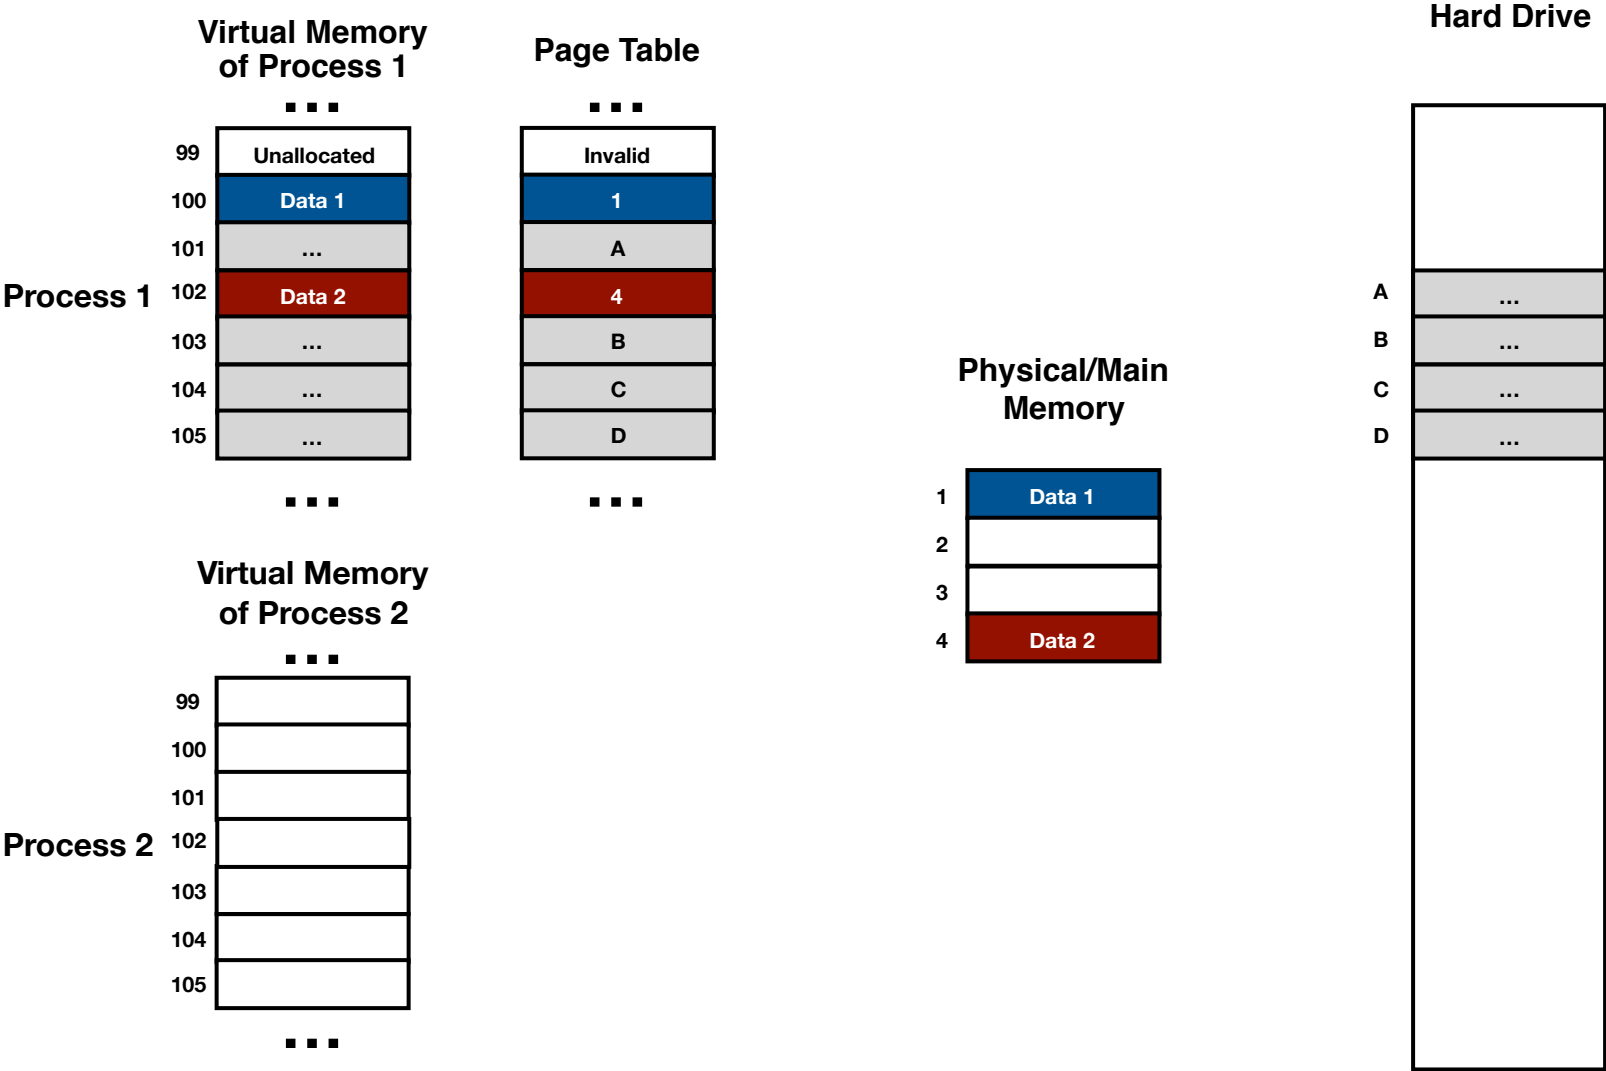 Hard Drive
Virtual Memory
of Process 1
Page Table
...
...
99 Unallocated Invalid
100 Data 1 1
101 ... A
Process 1 102 Data 2 4
103 ... B
104 ... C
105 ... D
...
...
A ...
B ...
C ...
D ...
Physical/Main
Memory
1 Data 1
2
3
4 Data 2
Virtual Memory
of Process 2
...
99
100
101
Process 2 102
103
104
105
...